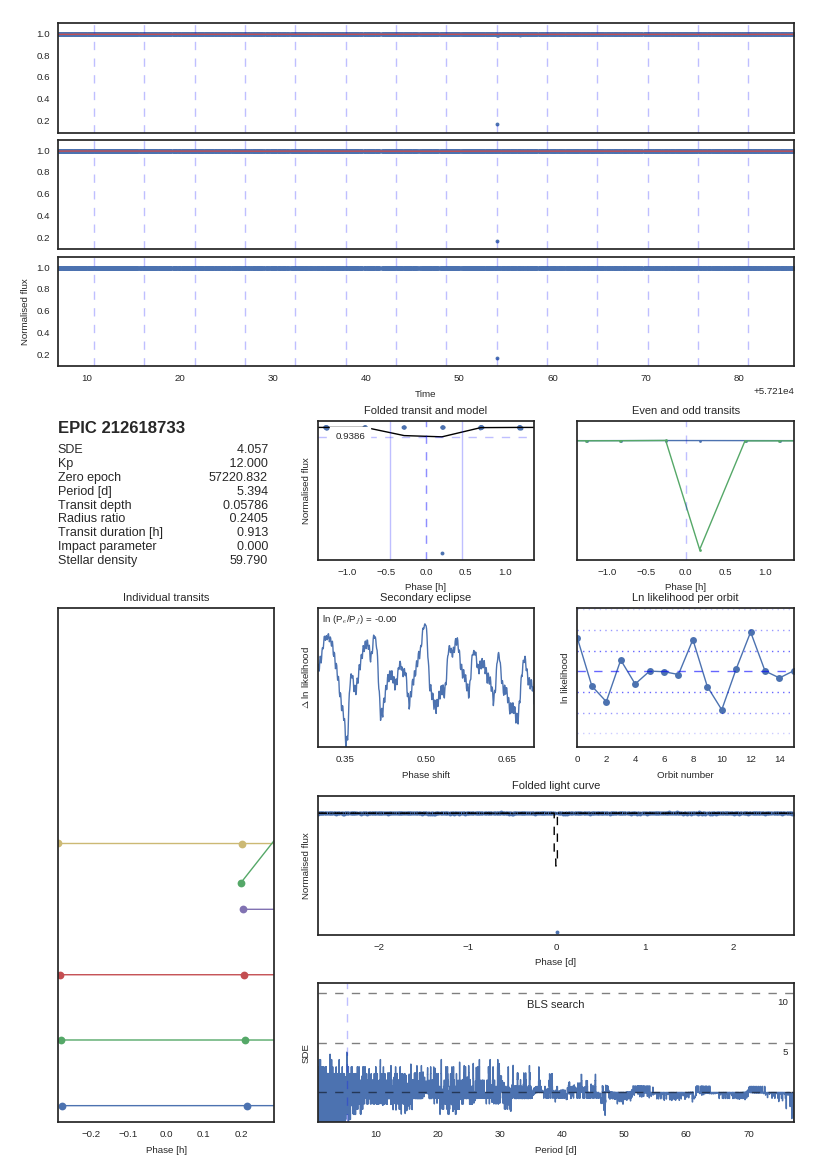 1.0
0.8
0.6
0.4
0.2
1.0
0.8
0.6
0.4
0.2
1.0
0.8
0.6
0.4
0.2
Normalised flux
10 20 30 40 50 60 70 80
Time
+5.721e4
EPIC 212618733
SDE 4.057
Kp 12.000
Zero epoch 57220.832
Period [d] 5.394
Transit depth 0.05786
Radius ratio 0.2405
Transit duration [h] 0.913
Impact parameter 0.000
Stellar density 59.790
Folded transit and model
0.9386
Normalised flux
−1.0 −0.5 0.0 0.5 1.0
Phase [h]
Even and odd transits
−1.0 −0.5 0.0 0.5 1.0
Phase [h]
Individual transits
−0.2 −0.1 0.0 0.1 0.2
Phase [h]
Secondary eclipse
ln (Pₑ/P𝑓) = -0.00
Δ ln likelihood
0.35 0.50 0.65
Phase shift
Ln likelihood per orbit
ln likelihood
0 2 4 6 8 10 12 14
Orbit number
Folded light curve
Normalised flux
−2 −1 0 1 2
Phase [d]
BLS search
10
5
SDE
10 20 30 40 50 60 70
Period [d]